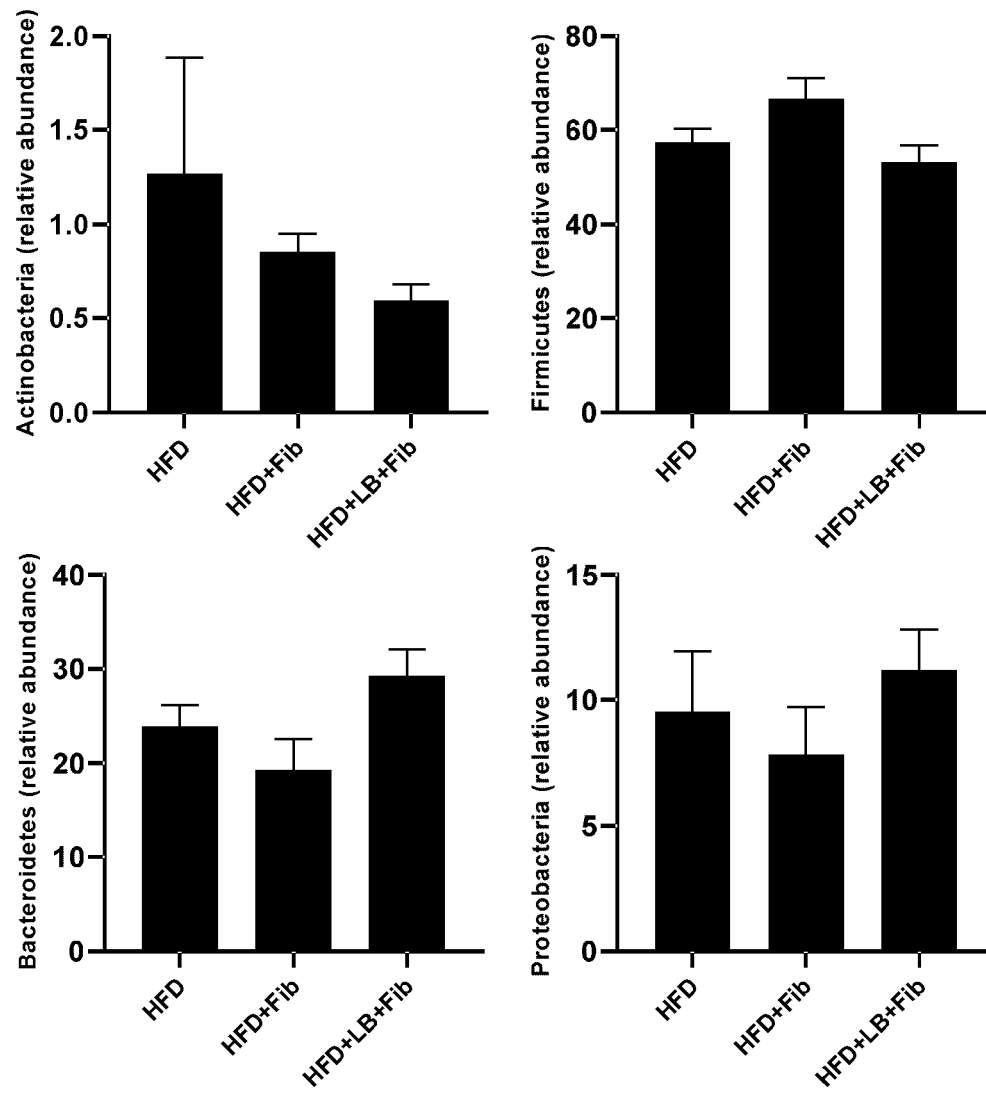 Actinobacteria (relative abundance)
2.0
1.5
1.0
0.5
0.0
HFD
HFD+Fib
HFD+LB+Fib
Firmicutes (relative abundance)
80
60
40
20
0
HFD
HFD+Fib
HFD+LB+Fib
Bacteroidetes (relative abundance)
40
30
20
10
0
HFD
HFD+Fib
HFD+LB+Fib
Proteobacteria (relative abundance)
15
10
5
0
HFD
HFD+Fib
HFD+LB+Fib